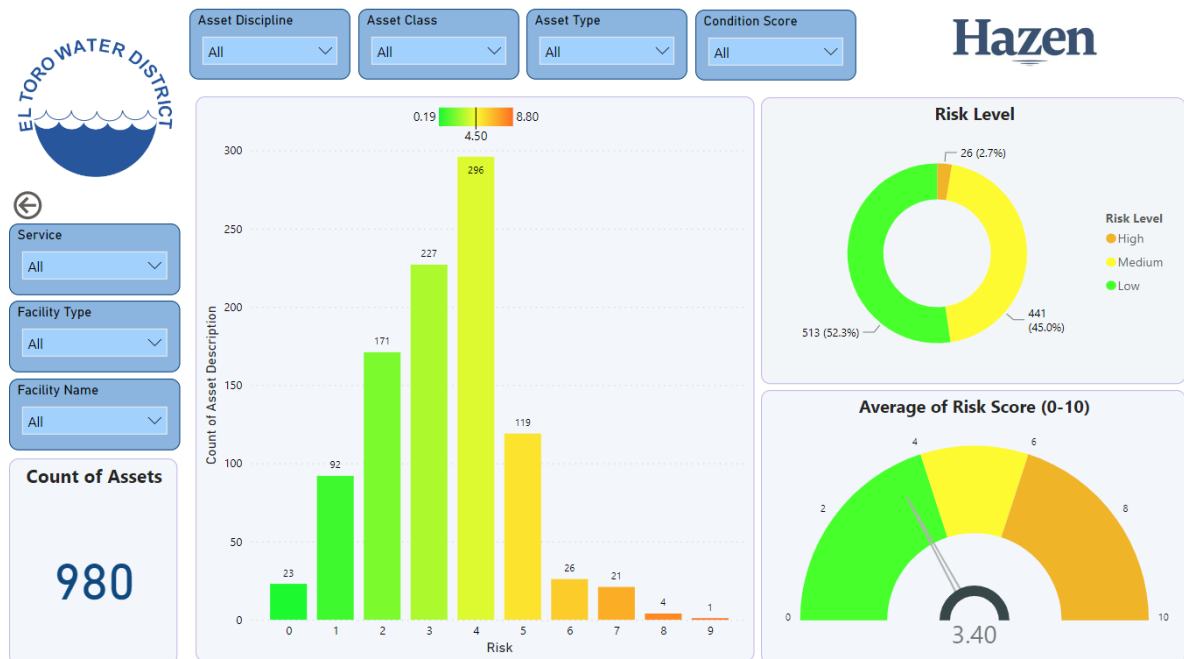 EL TORO WATER DISTRICT
Asset Discipline
All
Asset Class
All
Asset Type
All
Condition Score
All
Hazen
Service
All
Facility Type
All
Facility Name
All
Count of Assets
980
0.19
8.80
4.50
Count of Asset Description
300
250
200
150
100
50
0
23
92
171
227
296
119
26
21
4
1
0 1 2 3 4 5 6 7 8 9
Risk
Risk Level
26 (2.7%)
441
(45.0%)
513 (52.3%)
Risk Level
High
Medium
Low
Average of Risk Score (0-10)
0
2
4
6
8
10
3.40